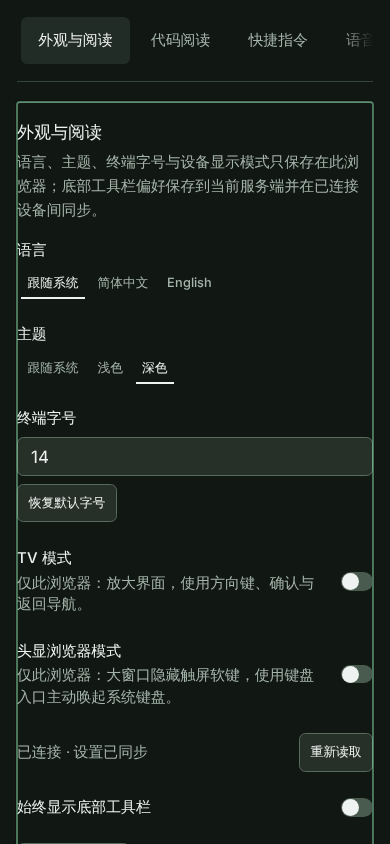 外观与阅读
代码阅读
快捷指令
语
外观与阅读
语言、主题、终端字号与设备显示模式只保存在此浏
览器；底部工具栏偏好保存到当前服务端并在已连接
设备间同步。
语言
跟随系统
简体中文
English
主题
跟随系统
浅色
深色
终端字号
14
恢复默认字号
TV 模式
仅此浏览器：放大界面，使用方向键、确认与
返回导航。
头显浏览器模式
仅此浏览器：大窗口隐藏触屏软键，使用键盘
入口主动唤起系统键盘。
已连接 · 设置已同步
重新读取
始终显示底部工具栏